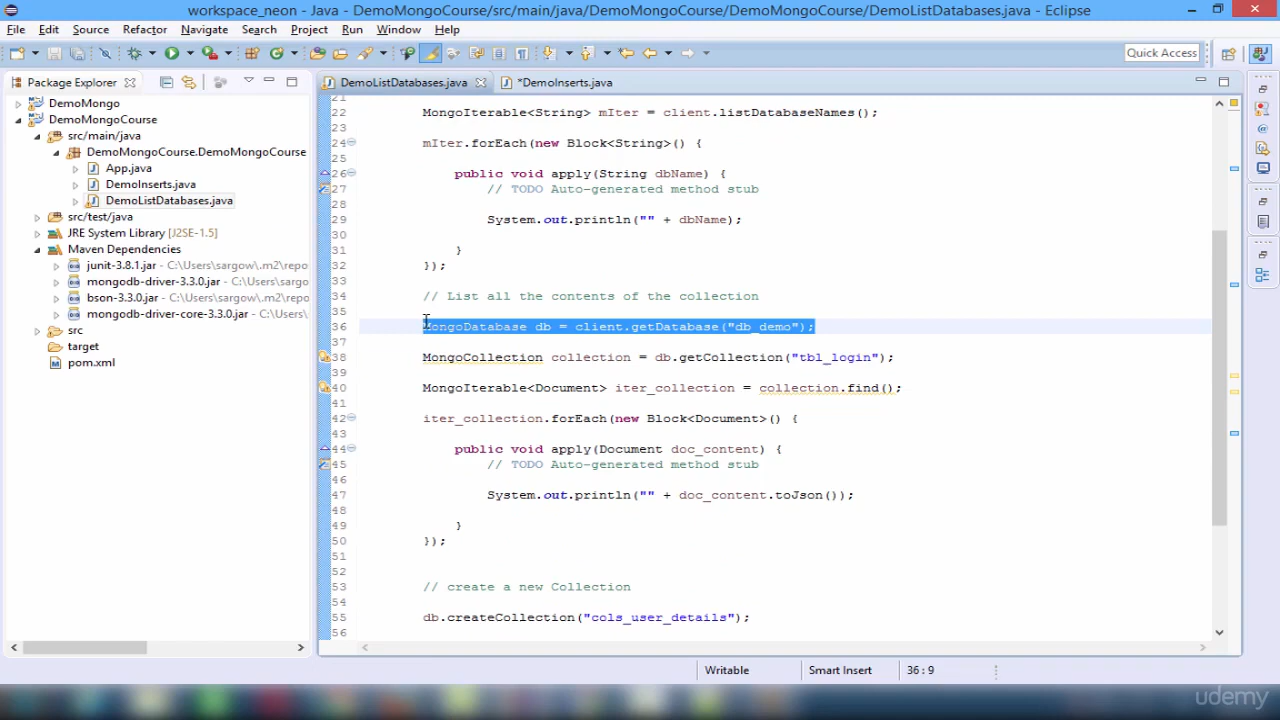 workspace_neon - Java - DemoMongoCourse/src/main/java/DemoMongoCourse/DemoMongoCourse/DemoListDatabases.java - Eclipse
File Edit Source Refactor Navigate Search Project Run Window Help
Quick Access
Package Explorer
DemoListDatabases.java *DemoInserts.java
DemoMongo
DemoMongoCourse
src/main/java
DemoMongoCourse.DemoMongoCourse
App.java
DemoInserts.java
DemoListDatabases.java
src/test/java
JRE System Library [J2SE-1.5]
Maven Dependencies
junit-3.8.1.jar - C:\Users\sargow\.m2\repo
mongodb-driver-3.3.0.jar - C:\Users\sargo
bson-3.3.0.jar - C:\Users\sargow\.m2\repo
mongodb-driver-core-3.3.0.jar - C:\Users\
src
target
pom.xml
21
22 MongoIterable<String> mIter = client.listDatabaseNames();
23
24 mIter.forEach(new Block<String>() {
25
26 public void apply(String dbName) {
27 // TODO Auto-generated method stub
28
29 System.out.println("" + dbName);
30
31 }
32 });
33
34 // List all the contents of the collection
35
36 MongoDatabase db = client.getDatabase("db_demo");
37
38 MongoCollection collection = db.getCollection("tbl_login");
39
40 MongoIterable<Document> iter_collection = collection.find();
41
42 iter_collection.forEach(new Block<Document>() {
43
44 public void apply(Document doc_content) {
45 // TODO Auto-generated method stub
46
47 System.out.println("" + doc_content.toJson());
48
49 }
50 });
51
52
53 // create a new Collection
54
55 db.createCollection("cols_user_details");
56
Writable Smart Insert 36 : 9
udemy